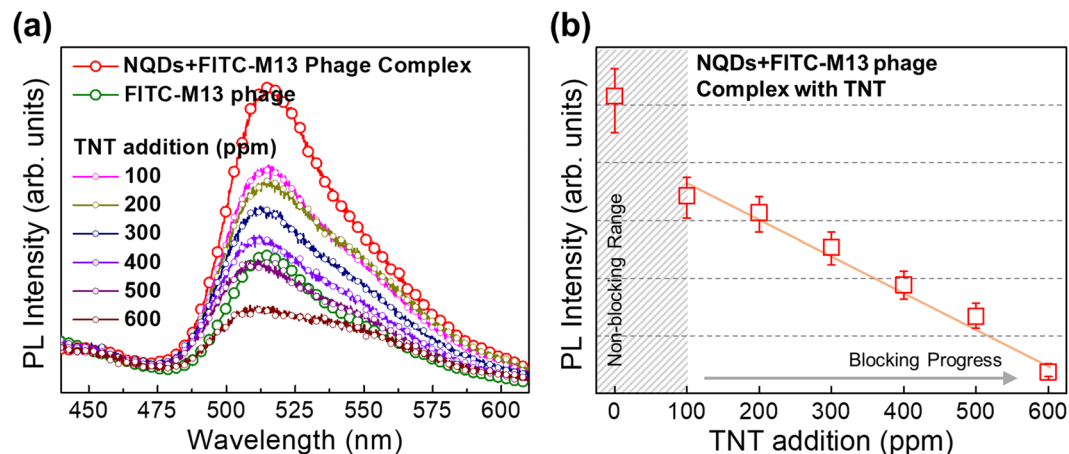 (a)
PL Intensity (arb. units)
NQDs+FITC-M13 Phage Complex
FITC-M13 phage
TNT addition (ppm)
100
200
300
400
500
600
450 475 500 525 550 575 600
Wavelength (nm)
(b)
PL Intensity (arb. units)
Non-blocking Range
NQDs+FITC-M13 phage
Complex with TNT
Blocking Progress
0 100 200 300 400 500 600
TNT addition (ppm)